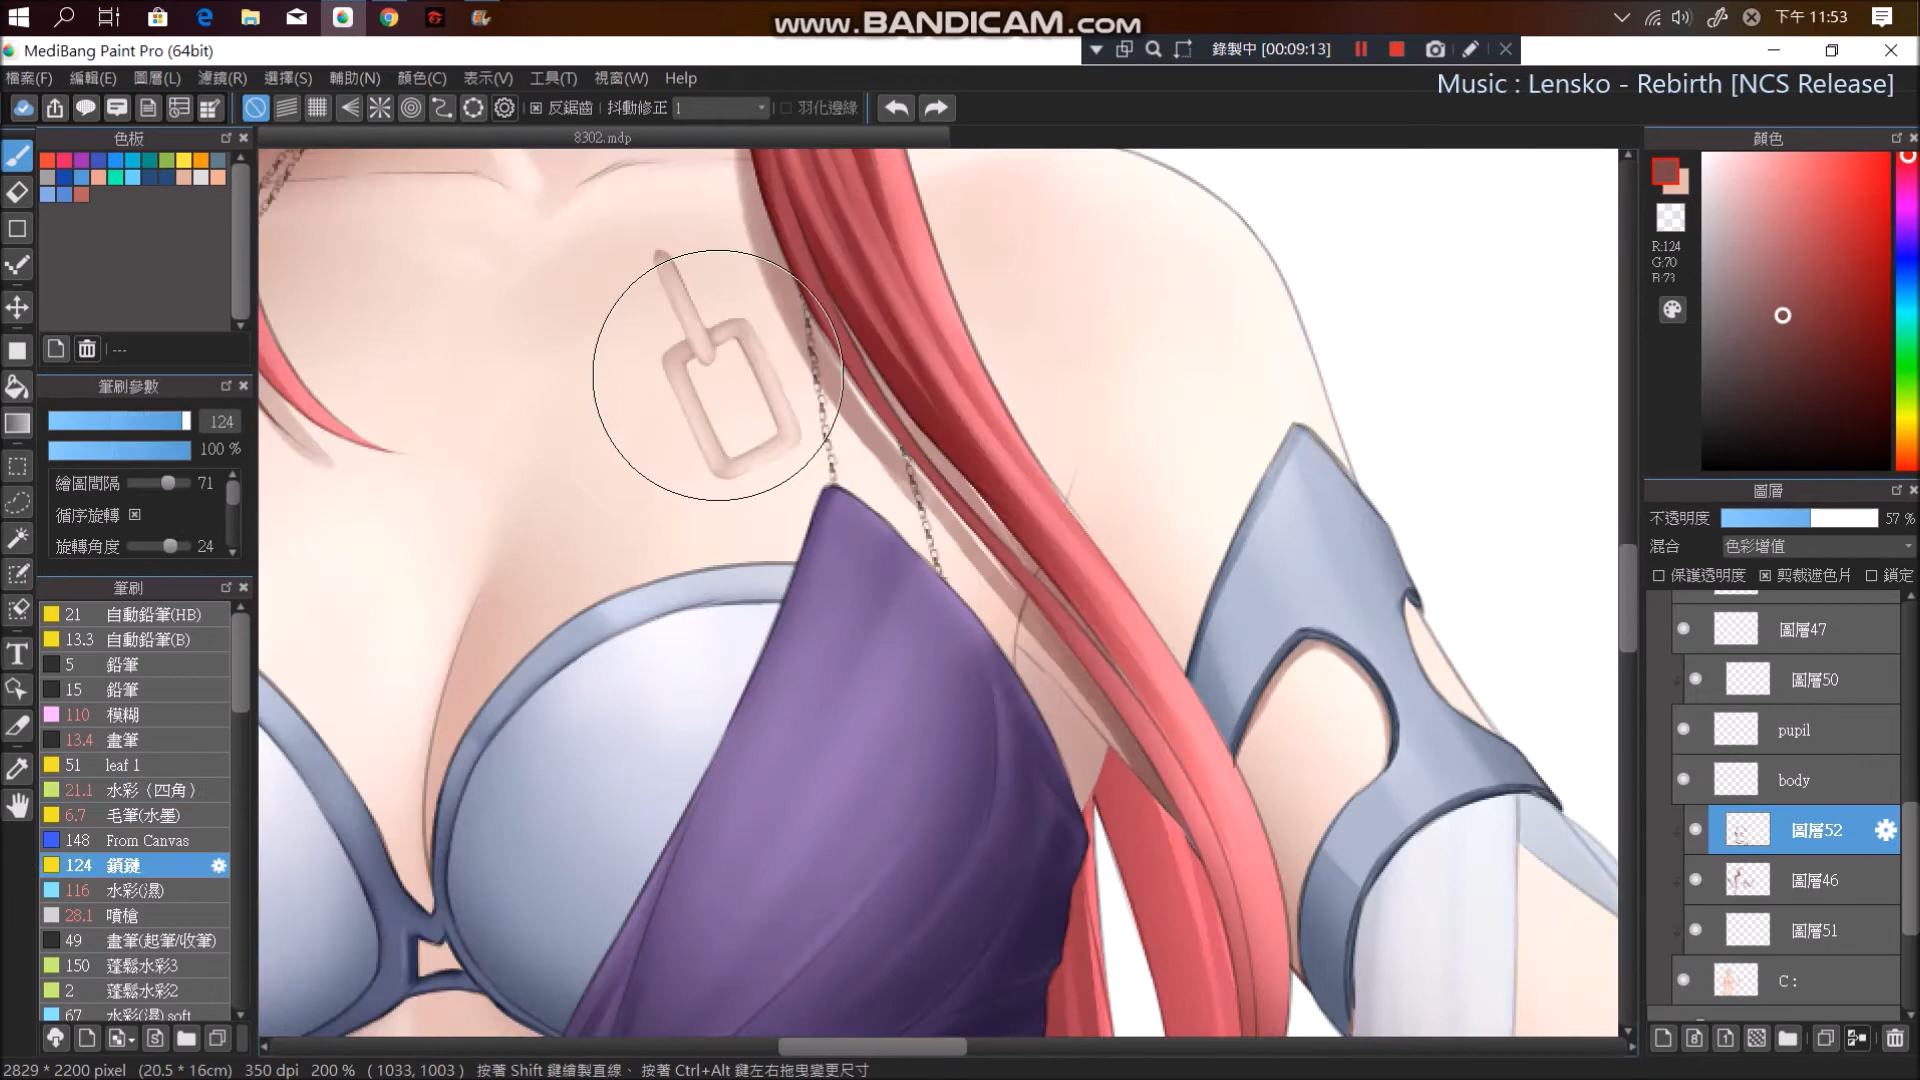 www.BANDICAM.com
下午 11:53
MediBang Paint Pro (64bit)
錄製中 [00:09:13]
檔案(F) 編輯(E) 圖層(L) 濾鏡(R) 選擇(S) 輔助(N) 顏色(C) 表示(V) 工具(T) 視窗(W) Help
Music : Lensko - Rebirth [NCS Release]
反鋸齒 抖動修正 1 羽化邊緣
色板
8302.mdp
顏色
R:124
G:70
B:73
---
筆刷參數
124
100 %
繪圖間隔 71
循序旋轉
旋轉角度 24
筆刷
21 自動鉛筆(HB)
13.3 自動鉛筆(B)
5 鉛筆
15 鉛筆
110 模糊
13.4 畫筆
51 leaf 1
21.1 水彩（四角）
6.7 毛筆(水墨)
148 From Canvas
124 鎖鏈
116 水彩(濕)
28.1 噴槍
49 畫筆(起筆/收筆)
150 蓬鬆水彩3
2 蓬鬆水彩2
67 水彩(濕) soft
圖層
不透明度 57 %
混合 色彩增值
保護透明度 剪裁遮色片 鎖定
圖層47
圖層50
pupil
body
圖層52
圖層46
圖層51
C:
2829 * 2200 pixel (20.5 * 16cm) 350 dpi 200 % ( 1033, 1003 ) 按著 Shift 鍵繪製直線、按著 Ctrl+Alt 鍵左右拖曳變更尺寸